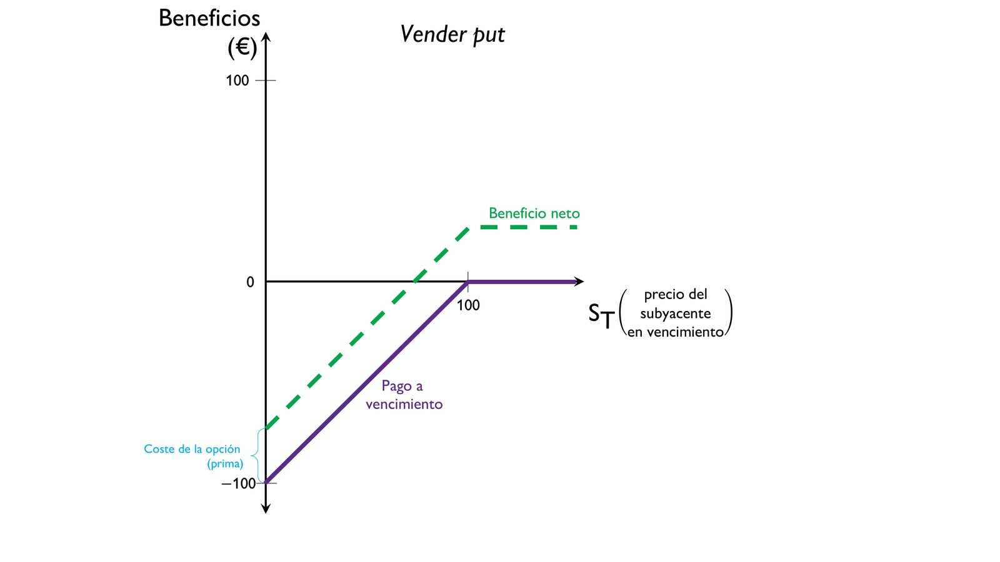 Beneficios
(€)
Vender put
100
Beneficio neto
0
100
S_T
precio del
subyacente
en vencimiento
Pago a
vencimiento
Coste de la opción
(prima)
−100